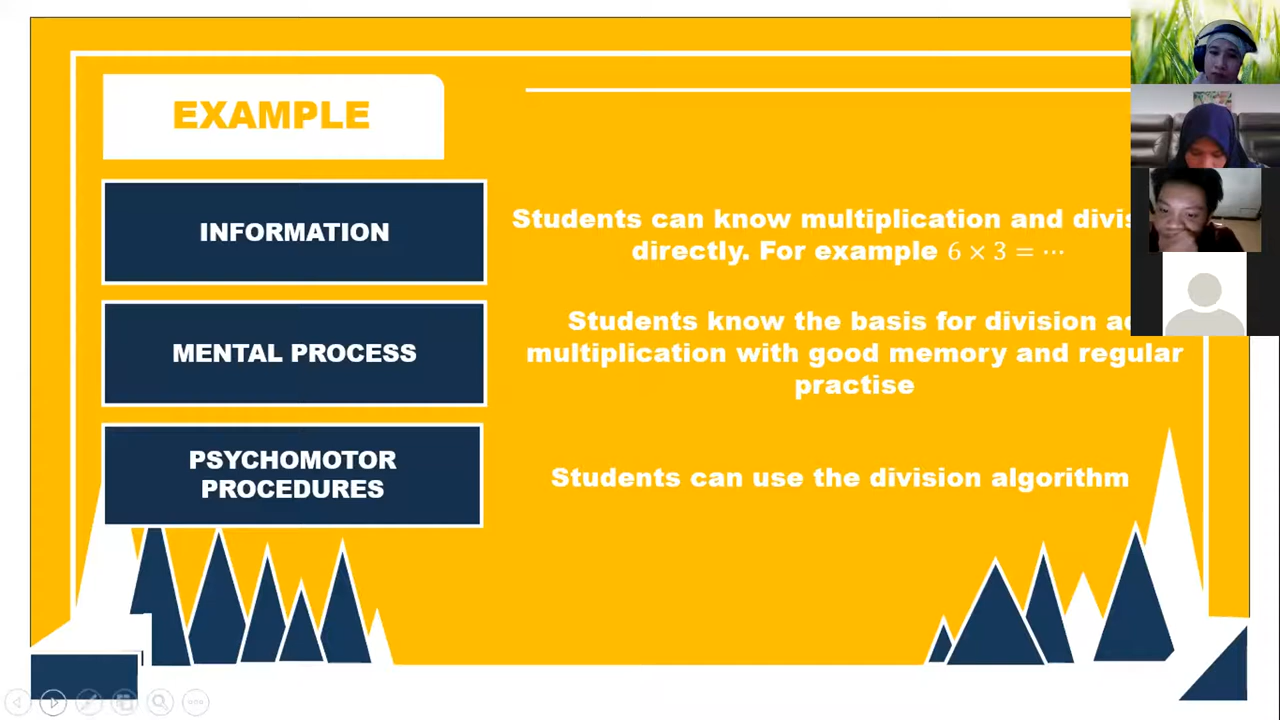 EXAMPLE
INFORMATION
Students can know multiplication and
directly. For example 6 × 3 = ⋯
MENTAL PROCESS
Students know the basis for division
multiplication with good memory and regular
practise
PSYCHOMOTOR
PROCEDURES
Students can use the division algorithm